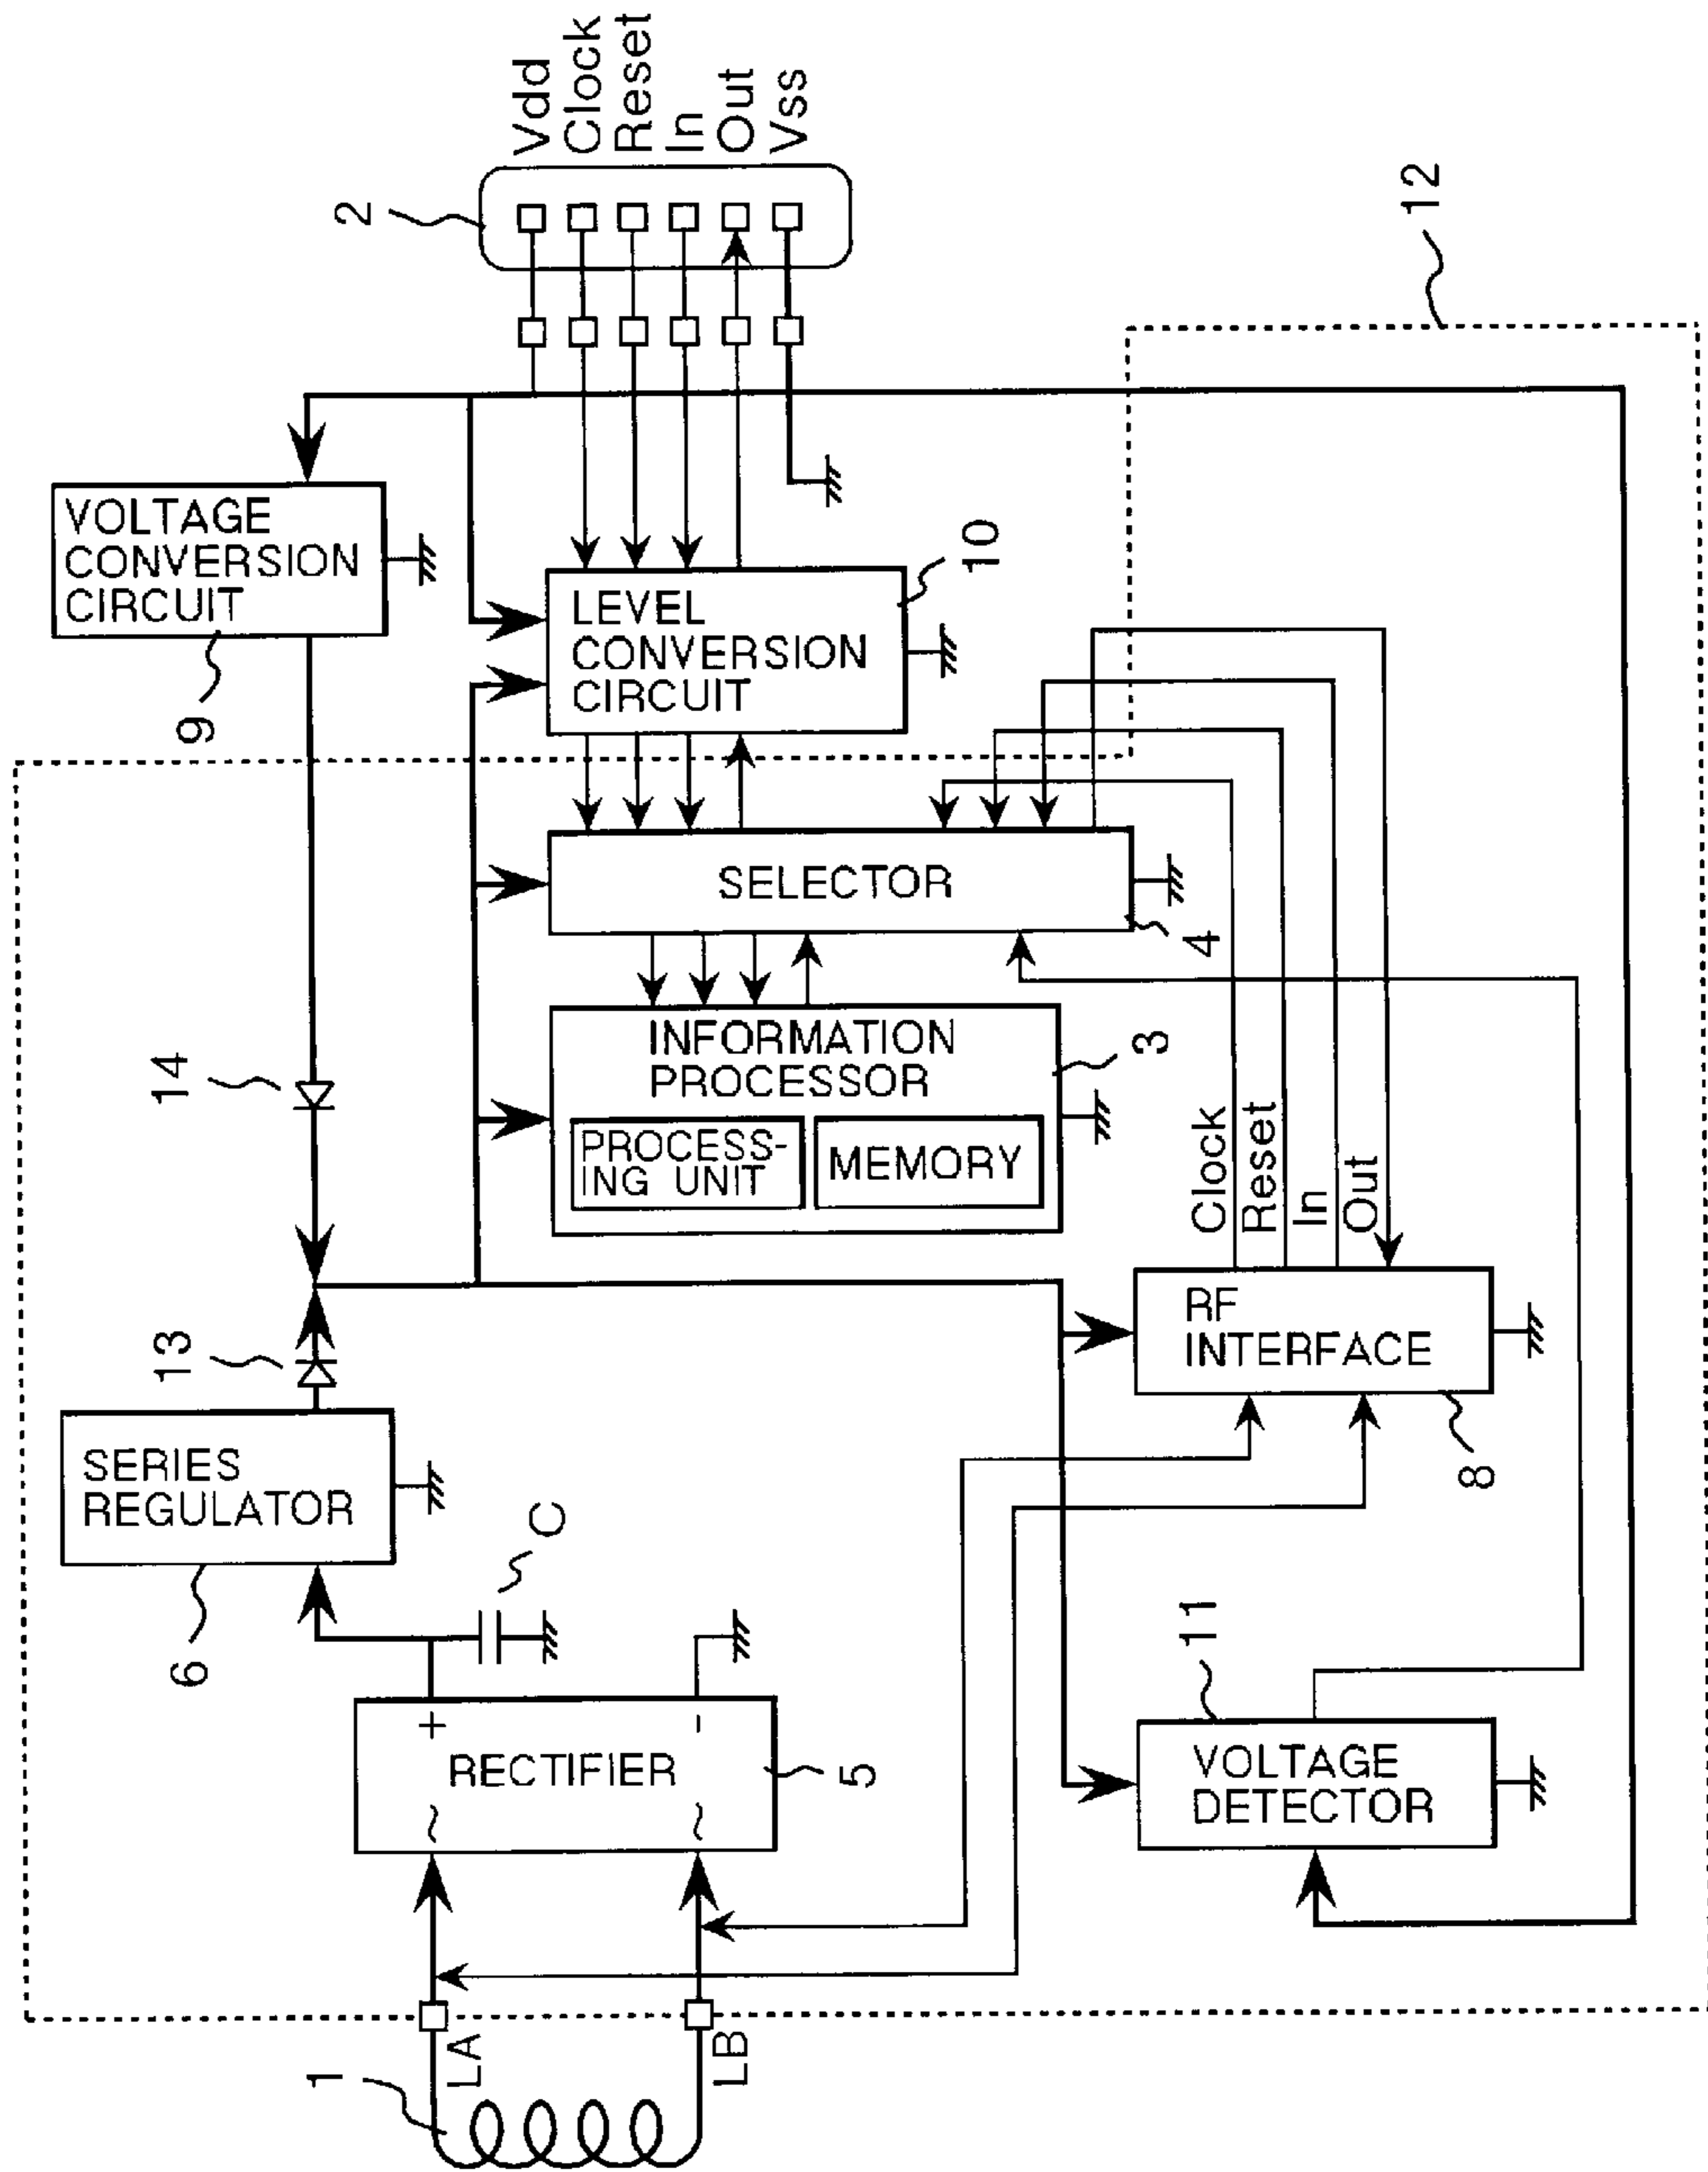 1
LA
LB
RECTIFIER
~
~
+
-
5
C
SERIES
REGULATOR
6
13
14
VOLTAGE
CONVERSION
CIRCUIT
9
INFORMATION
PROCESSOR
PROCESS-
ING UNIT
MEMORY
3
SELECTOR
4
LEVEL
CONVERSION
CIRCUIT
10
2
Vdd
Clock
Reset
In
Out
Vss
12
VOLTAGE
DETECTOR
11
RF
INTERFACE
8
Clock
Reset
In
Out